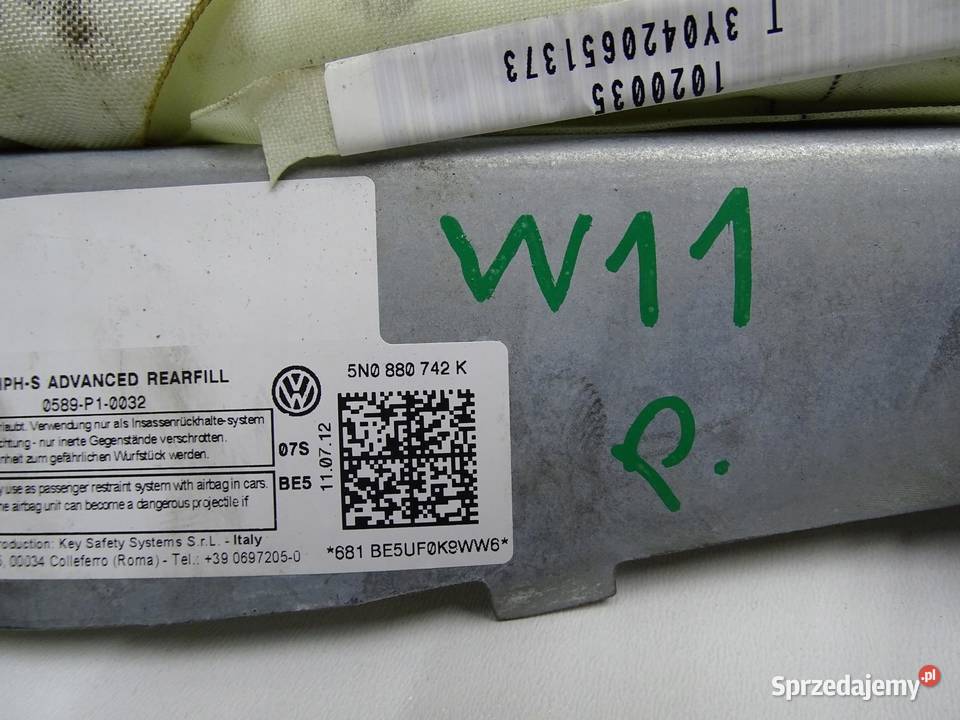 T 3Y0420651373
1020035
W11
P.
PH-S ADVANCED REARFILL
0589-P1-0032
Verwendung nur als Insassenrückhalte-system
- nur inerte Gegenstände verschrotten.
zum gefährlichen Wurfstück werden.
use as passenger restraint system with airbag in cars.
airbag unit can become a dangerous projectile if
Key Safety Systems S.r.L. - Italy
00034 Colleferro (Roma) - Tel.: +39 0697205-0
07S
BE5
11.07.12
5N0 880 742 K
*681 BE5UF0K9WW6*
Sprzedajemy.pl